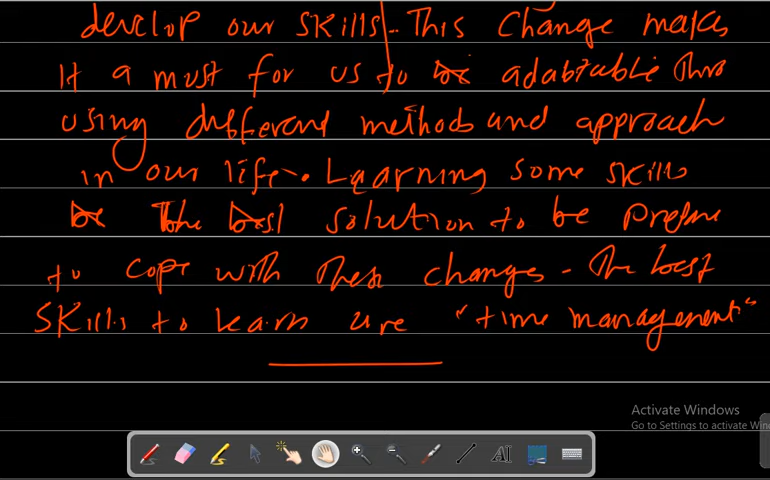 develop our skills. This change makes
It a must for us to adabtable thro
using different methods and approach
in our life. Learning some skills
the solution to be prepare
to cope with these changes - The best
skills to learn are "time management"
Activate Windows
Go to Settings to activate Win
AI